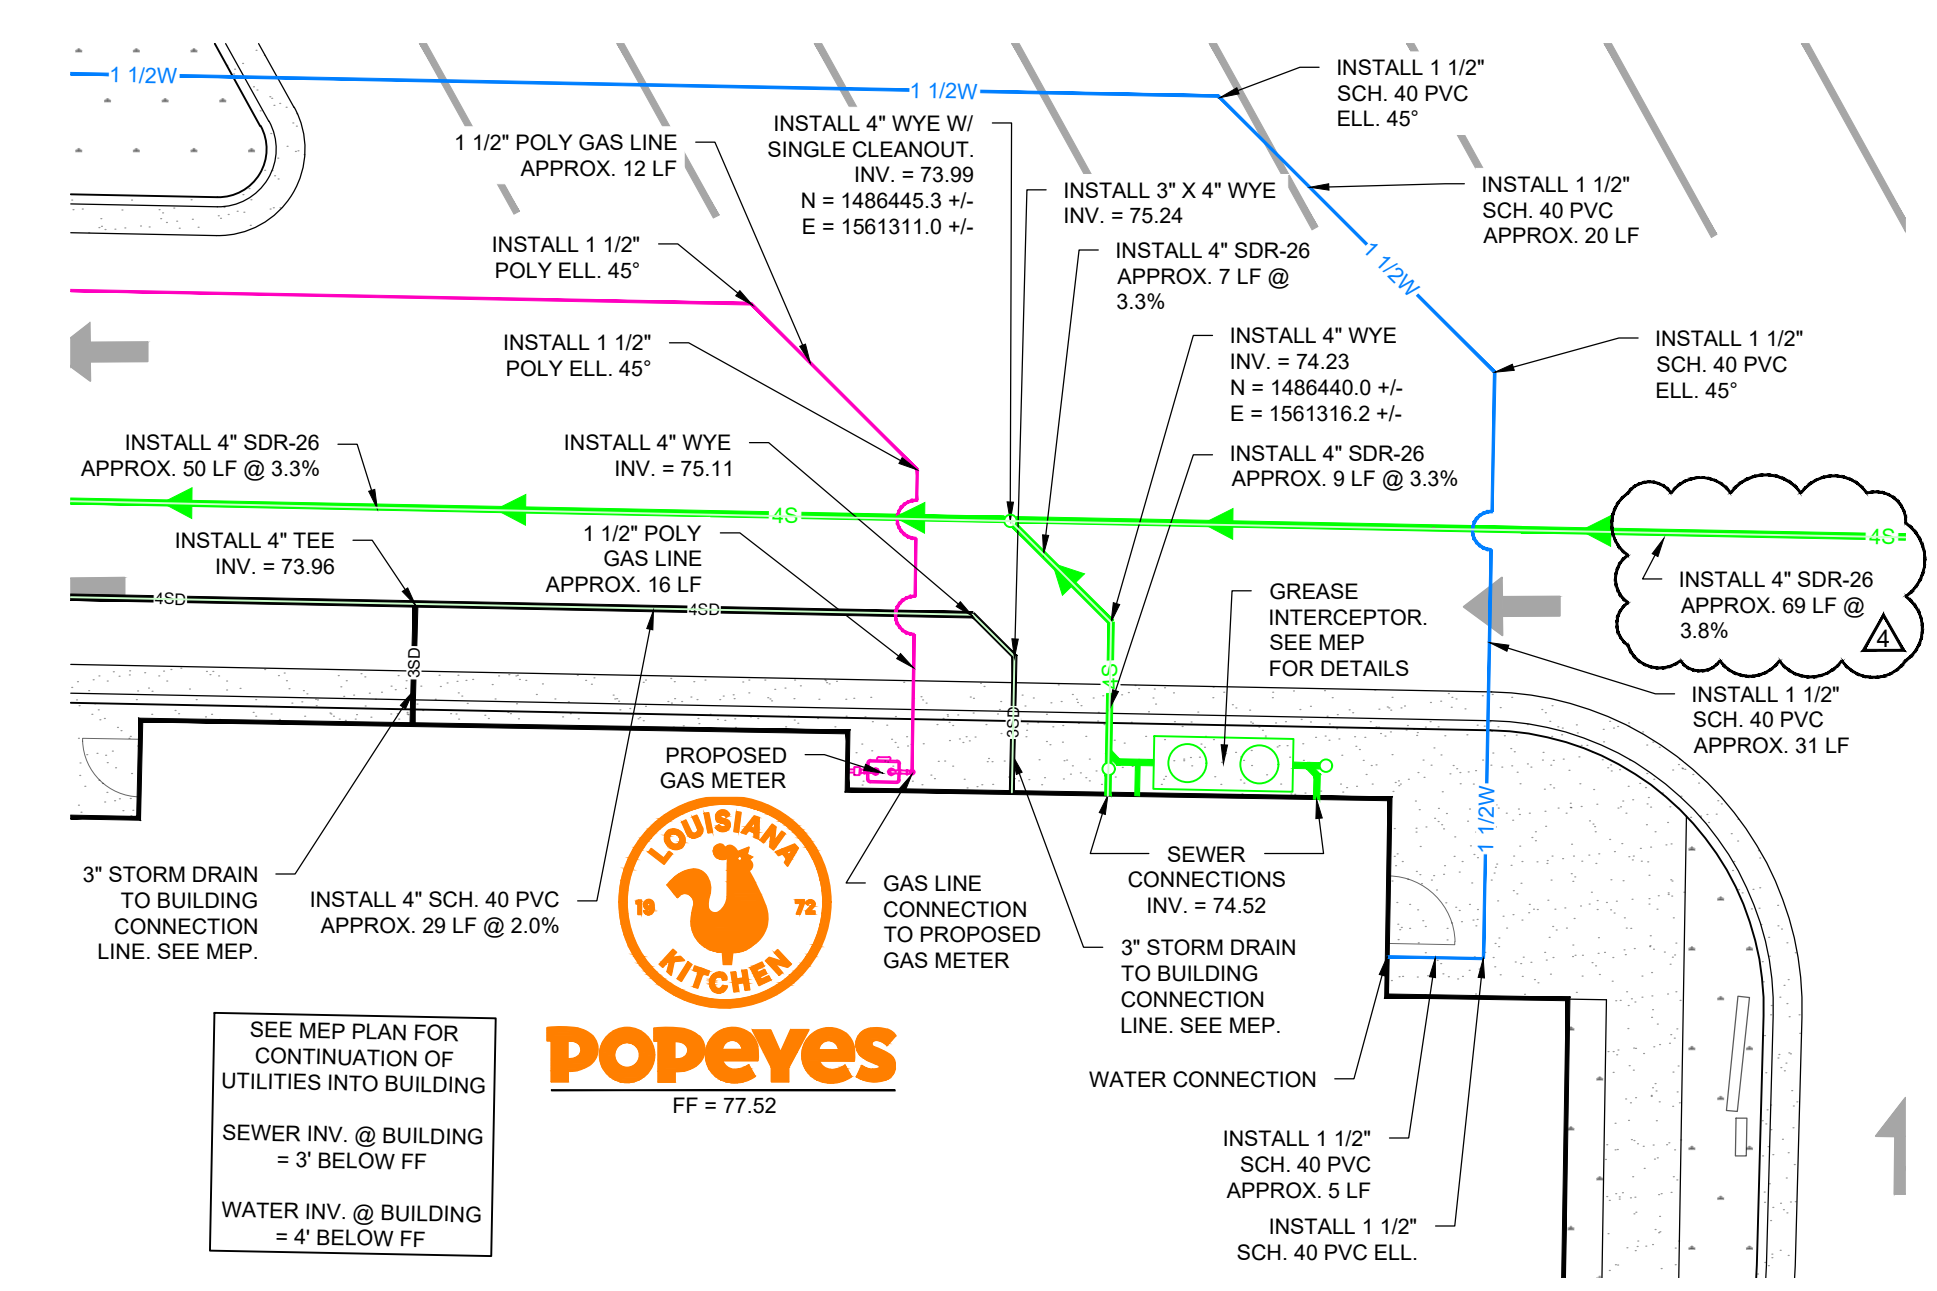 1 1/2W
1 1/2W
INSTALL 1 1/2"
SCH. 40 PVC
ELL. 45°
1 1/2" POLY GAS LINE
APPROX. 12 LF
INSTALL 4" WYE W/
SINGLE CLEANOUT.
INV. = 73.99
N = 1486445.3 +/-
E = 1561311.0 +/-
INSTALL 3" X 4" WYE
INV. = 75.24
INSTALL 1 1/2"
SCH. 40 PVC
APPROX. 20 LF
INSTALL 1 1/2"
POLY ELL. 45°
INSTALL 4" SDR-26
APPROX. 7 LF @
3.3%
1 1/2W
INSTALL 1 1/2"
POLY ELL. 45°
INSTALL 4" WYE
INV. = 74.23
N = 1486440.0 +/-
E = 1561316.2 +/-
INSTALL 1 1/2"
SCH. 40 PVC
ELL. 45°
INSTALL 4" SDR-26
APPROX. 50 LF @ 3.3%
INSTALL 4" WYE
INV. = 75.11
INSTALL 4" SDR-26
APPROX. 9 LF @ 3.3%
4S
4S
INSTALL 4" TEE
INV. = 73.96
1 1/2" POLY
GAS LINE
APPROX. 16 LF
GREASE
INTERCEPTOR.
SEE MEP
FOR DETAILS
INSTALL 4" SDR-26
APPROX. 69 LF @
3.8%
4
4SD
4SD
3SD
4S
3SD
INSTALL 1 1/2"
SCH. 40 PVC
APPROX. 31 LF
PROPOSED
GAS METER
1 1/2W
LOUISIANA
19 72
KITCHEN
POPEYES
FF = 77.52
3" STORM DRAIN
TO BUILDING
CONNECTION
LINE. SEE MEP.
INSTALL 4" SCH. 40 PVC
APPROX. 29 LF @ 2.0%
GAS LINE
CONNECTION
TO PROPOSED
GAS METER
SEWER
CONNECTIONS
INV. = 74.52
3" STORM DRAIN
TO BUILDING
CONNECTION
LINE. SEE MEP.
WATER CONNECTION
SEE MEP PLAN FOR
CONTINUATION OF
UTILITIES INTO BUILDING
SEWER INV. @ BUILDING
= 3' BELOW FF
WATER INV. @ BUILDING
= 4' BELOW FF
INSTALL 1 1/2"
SCH. 40 PVC
APPROX. 5 LF
INSTALL 1 1/2"
SCH. 40 PVC ELL.